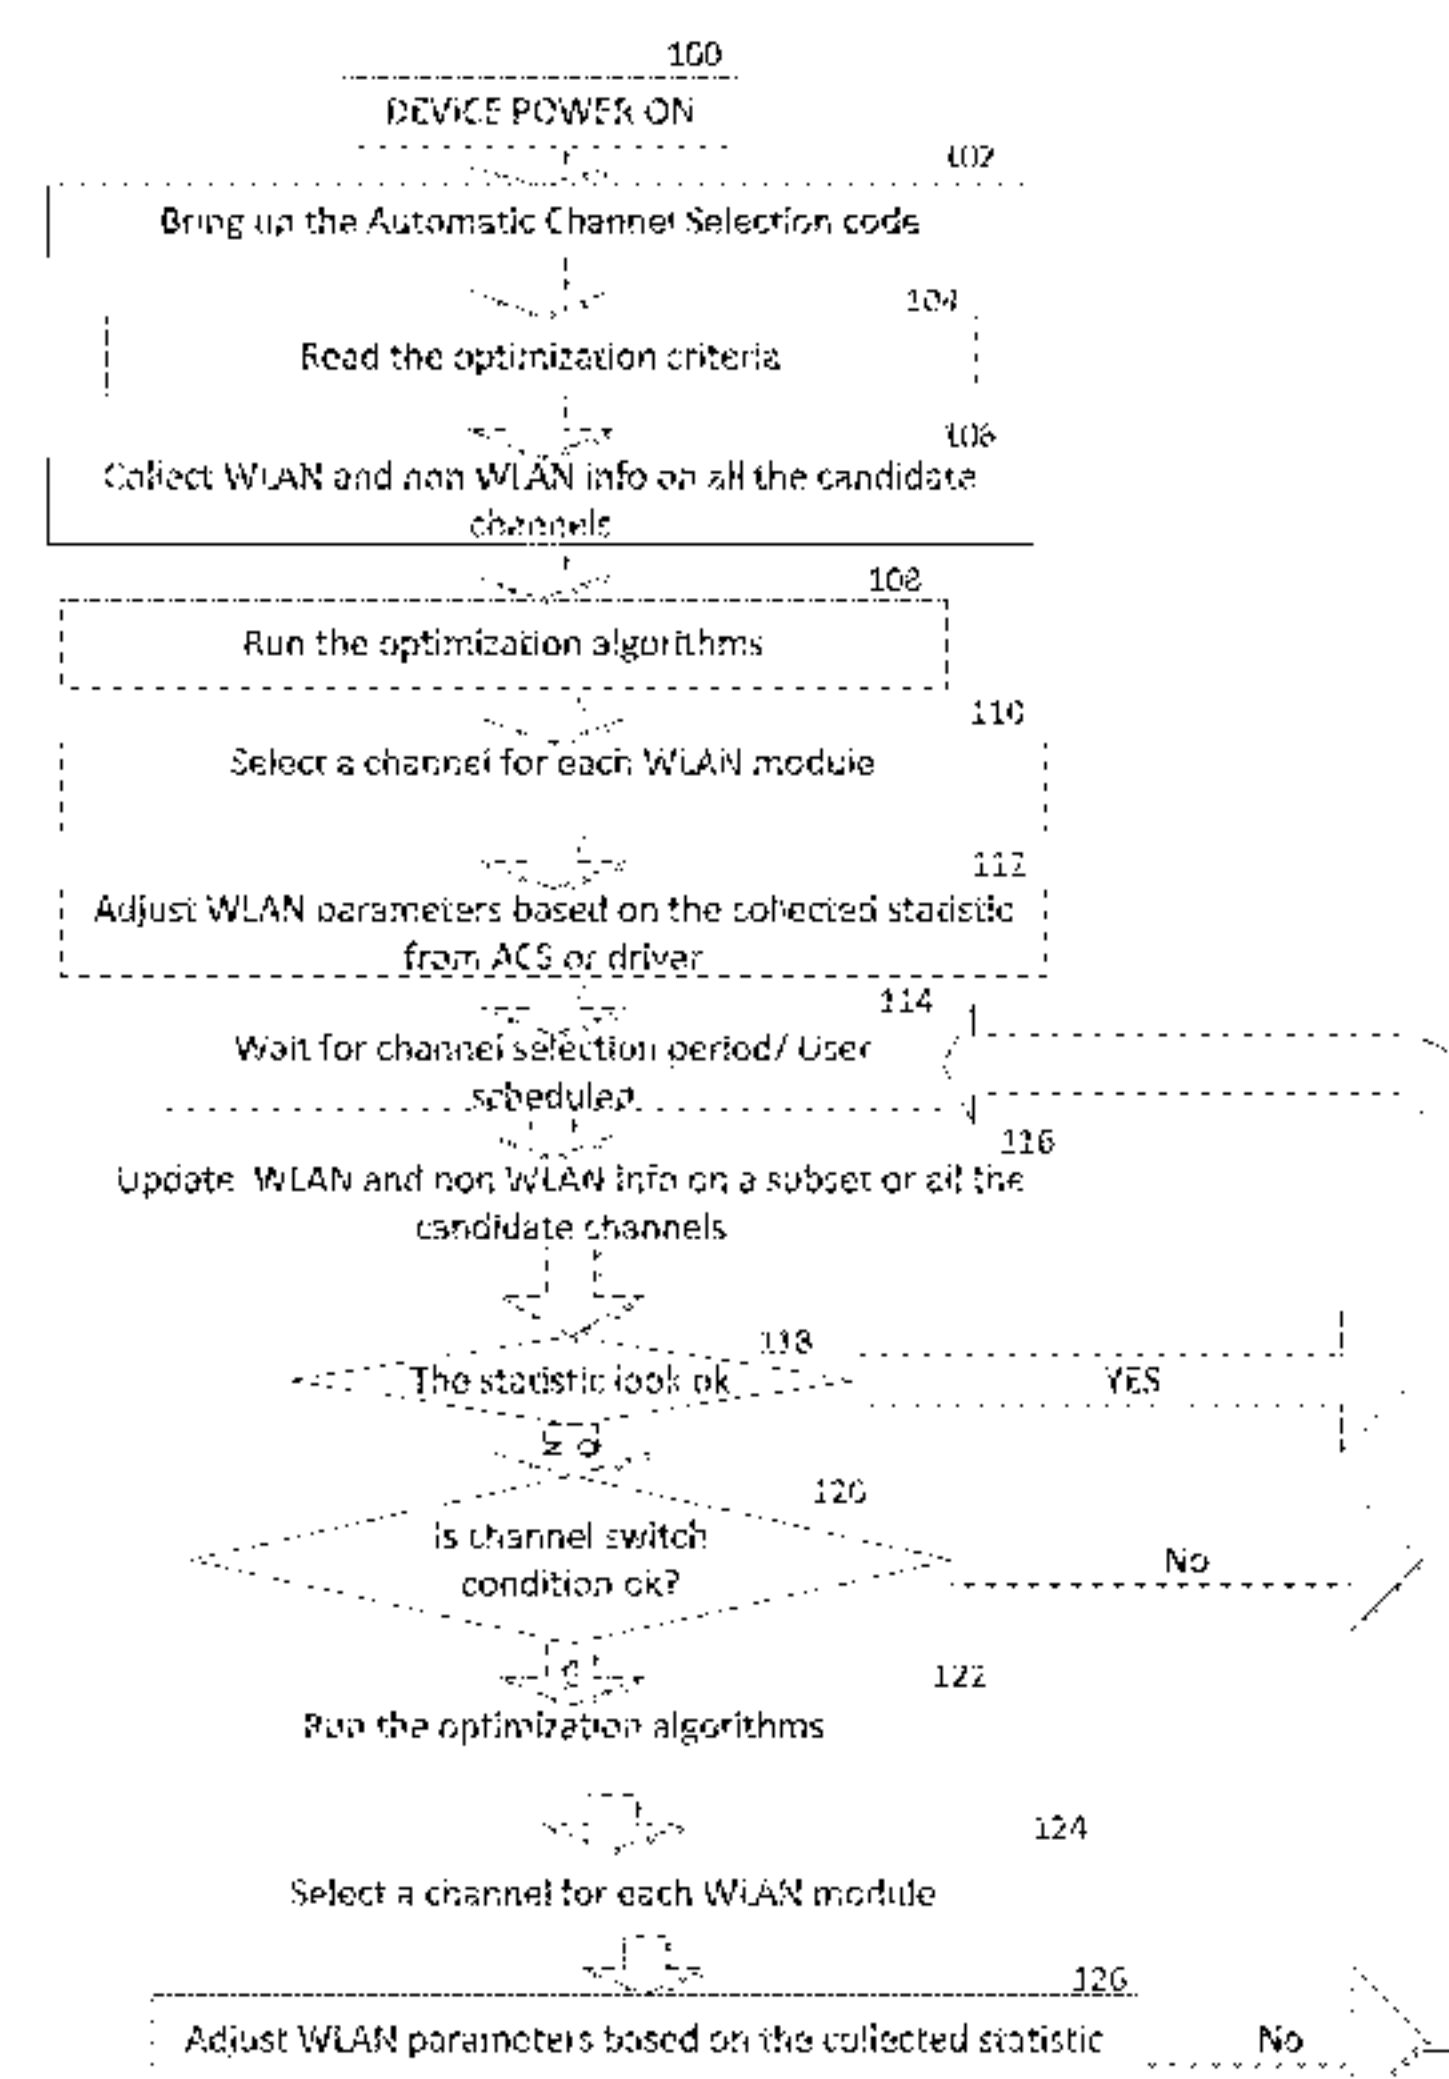 100
DEVICE POWER ON
102
Bring up the Automatic Channel Selection code
104
Read the optimization criteria
106
Collect WLAN and non WLAN info on all the candidate
channels
108
Run the optimization algorithms
110
Select a channel for each WLAN module
112
Adjust WLAN parameters based on the collected statistic
from ACS or driver
114
Wait for channel selection period/ User
scheduled
116
Update WLAN and non WLAN info on a subset or all the
candidate channels
118
The statistic look ok
YES
N O
120
Is channel switch
condition ok?
No
122
Run the optimization algorithms
124
Select a channel for each WLAN module
126
Adjust WLAN parameters based on the collected statistic
No